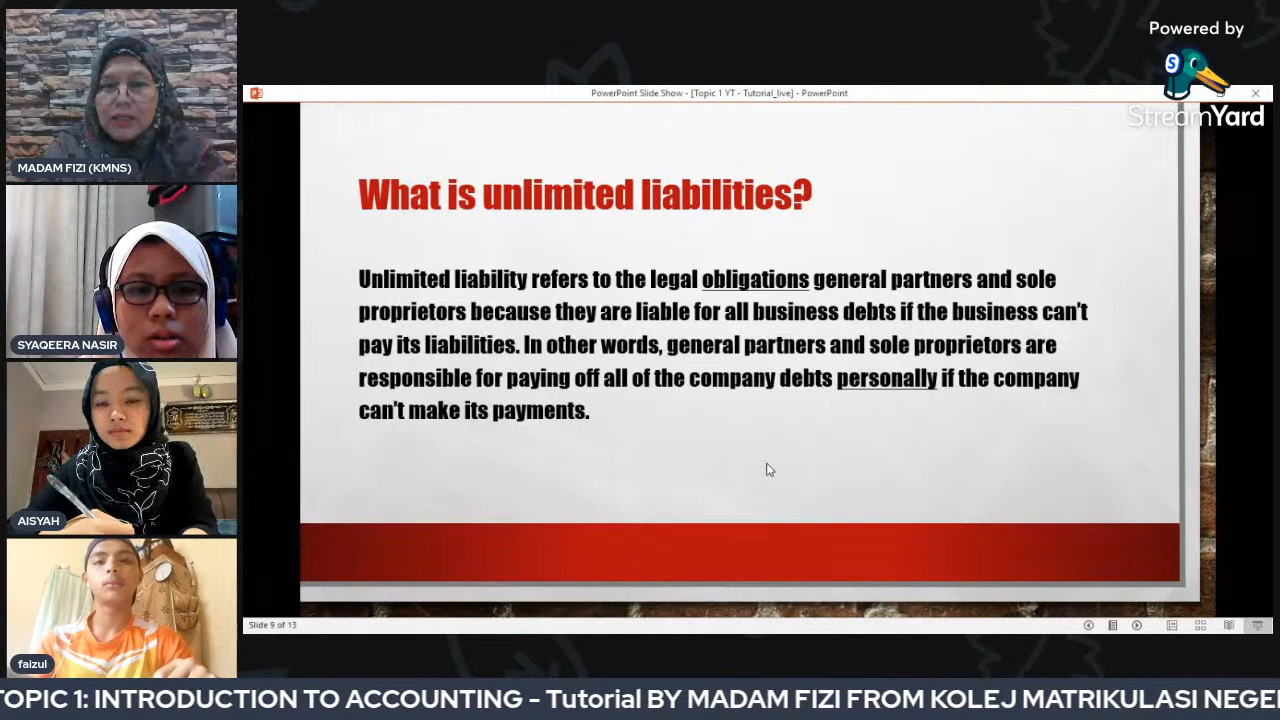 Powered by
StreamYard
PowerPoint Slide Show - [Topic 1 YT - Tutorial_live] - PowerPoint
MADAM FIZI (KMNS)
SYAQEERA NASIR
AISYAH
faizul
What is unlimited liabilities?
Unlimited liability refers to the legal obligations general partners and sole
proprietors because they are liable for all business debts if the business can't
pay its liabilities. In other words, general partners and sole proprietors are
responsible for paying off all of the company debts personally if the company
can't make its payments.
Slide 9 of 13
TOPIC 1: INTRODUCTION TO ACCOUNTING - Tutorial BY MADAM FIZI FROM KOLEJ MATRIKULASI NEGE